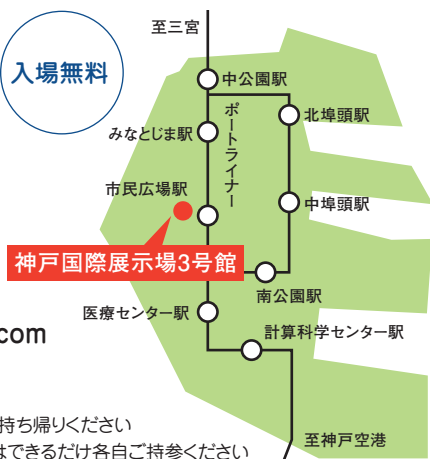 至三宮
入場無料
中公園駅
ポートライナー
北埠頭駅
みなとじま駅
市民広場駅
中埠頭駅
神戸国際展示場3号館
南公園駅
医療センター駅
計算科学センター駅
com
持ち帰りください
はできるだけ各自ご持参ください
至神戸空港